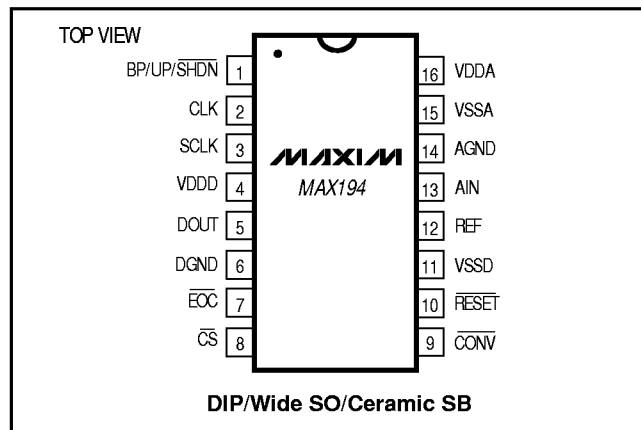 TOP VIEW
BP/UP/SHDN 1
CLK 2
SCLK 3
VDDD 4
DOUT 5
DGND 6
EOC 7
CS 8
MAXIM
MAX194
16 VDDA
15 VSSA
14 AGND
13 AIN
12 REF
11 VSSD
10 RESET
9 CONV
DIP/Wide SO/Ceramic SB